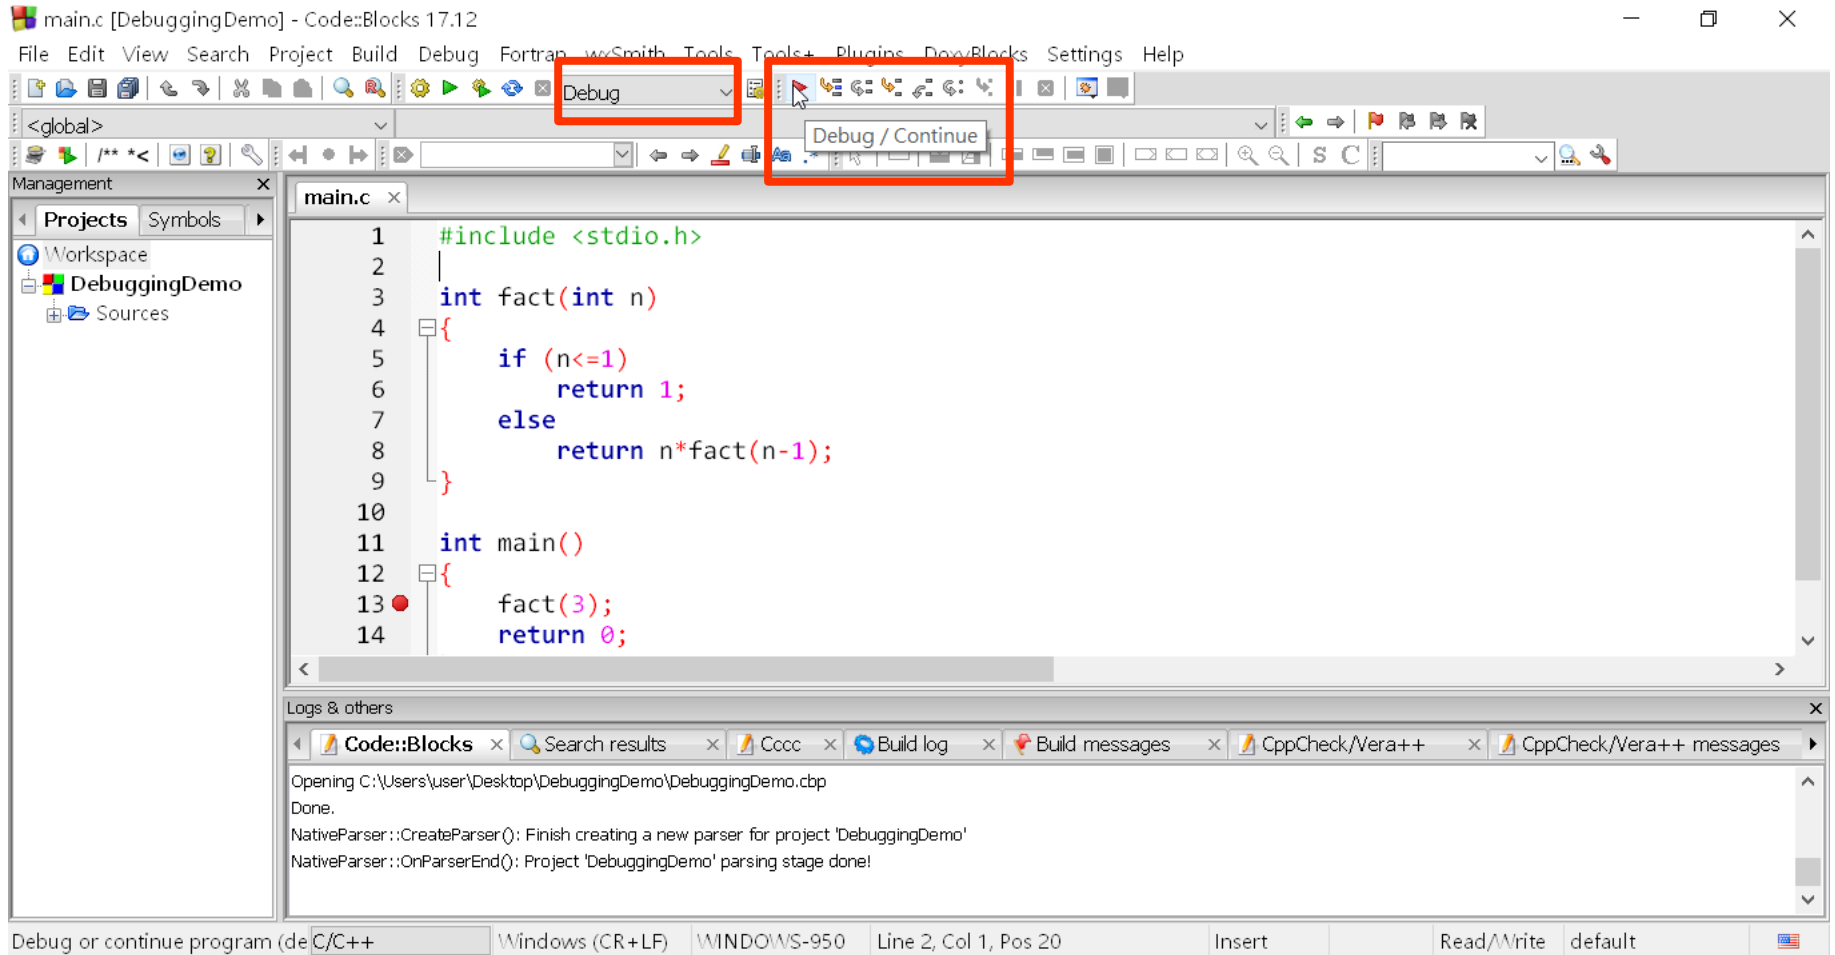 main.c [DebuggingDemo] - Code::Blocks 17.12
File Edit View Search Project Build Debug Fortran wxSmith Tools Tools+ Plugins DoxyBlocks Settings Help
Debug
<global>
Debug / Continue
/** *<
Aa .*
S C
Management
main.c
Projects Symbols
Workspace
DebuggingDemo
Sources
1 #include <stdio.h>
2
3 int fact(int n)
4 {
5 if (n<=1)
6 return 1;
7 else
8 return n*fact(n-1);
9 }
10
11 int main()
12 {
13 fact(3);
14 return 0;
Logs & others
Code::Blocks Search results Cccc Build log Build messages CppCheck/Vera++ CppCheck/Vera++ messages
Opening C:\Users\user\Desktop\DebuggingDemo\DebuggingDemo.cbp
Done.
NativeParser::CreateParser(): Finish creating a new parser for project 'DebuggingDemo'
NativeParser::OnParserEnd(): Project 'DebuggingDemo' parsing stage done!
Debug or continue program (de C/C++ Windows (CR+LF) WINDOWS-950 Line 2, Col 1, Pos 20 Insert Read/Write default